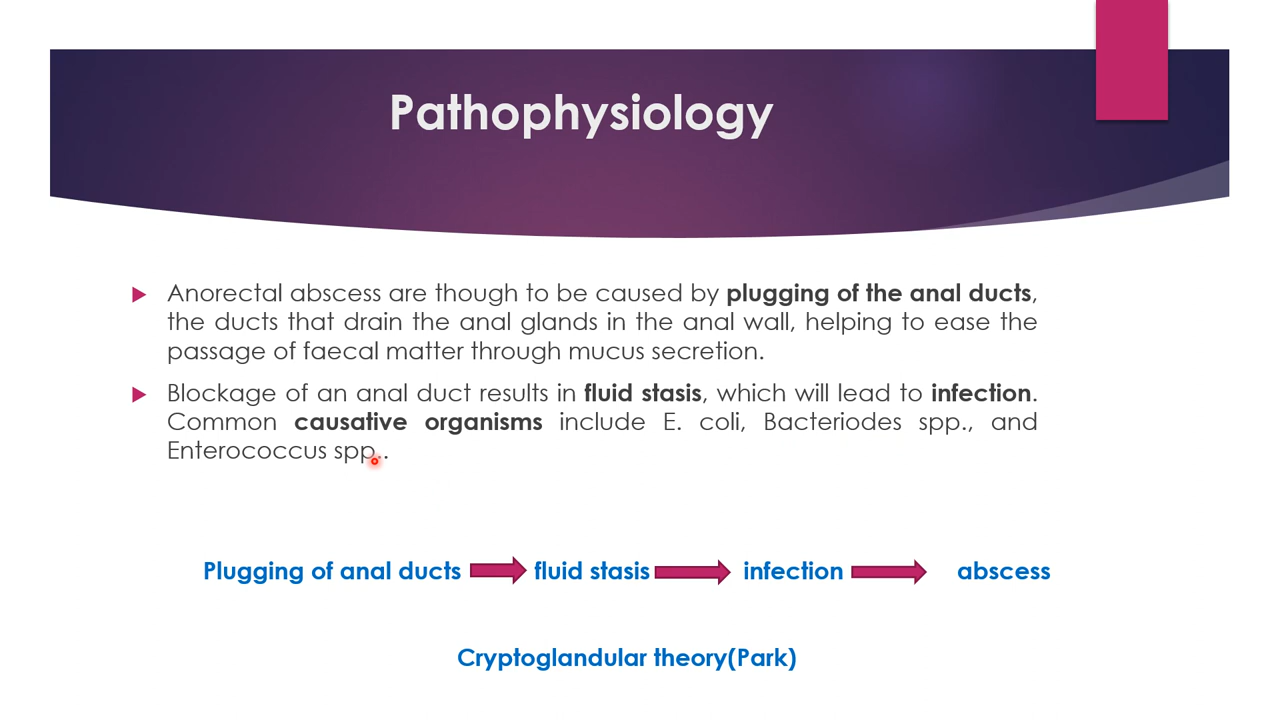 Pathophysiology
Anorectal abscess are though to be caused by plugging of the anal ducts,
the ducts that drain the anal glands in the anal wall, helping to ease the
passage of faecal matter through mucus secretion.
Blockage of an anal duct results in fluid stasis, which will lead to infection.
Common causative organisms include E. coli, Bacteriodes spp., and
Enterococcus spp..
Plugging of anal ducts fluid stasis infection abscess
Cryptoglandular theory(Park)